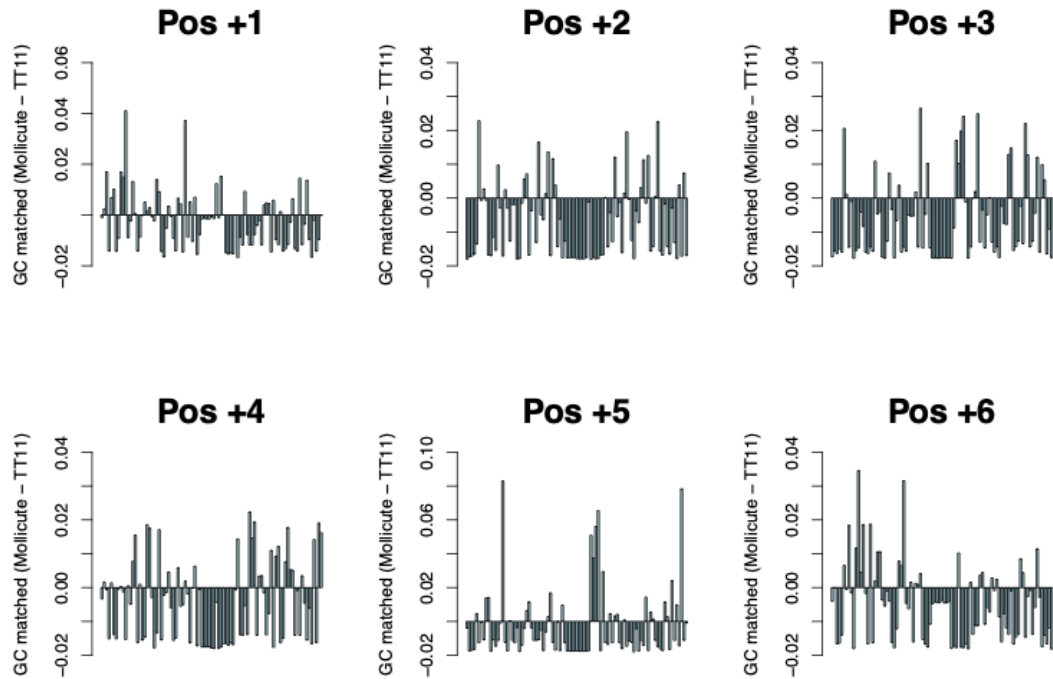 Pos +1
Pos +2
Pos +3
GC matched (Mollicute − TT11)
−0.02
0.02
0.04
0.06
GC matched (Mollicute − TT11)
−0.02
0.00
0.02
0.04
GC matched (Mollicute − TT11)
−0.02
0.00
0.02
0.04
Pos +4
Pos +5
Pos +6
GC matched (Mollicute − TT11)
−0.02
0.00
0.02
0.04
GC matched (Mollicute − TT11)
−0.02
0.02
0.06
0.10
GC matched (Mollicute − TT11)
−0.02
0.00
0.02
0.04